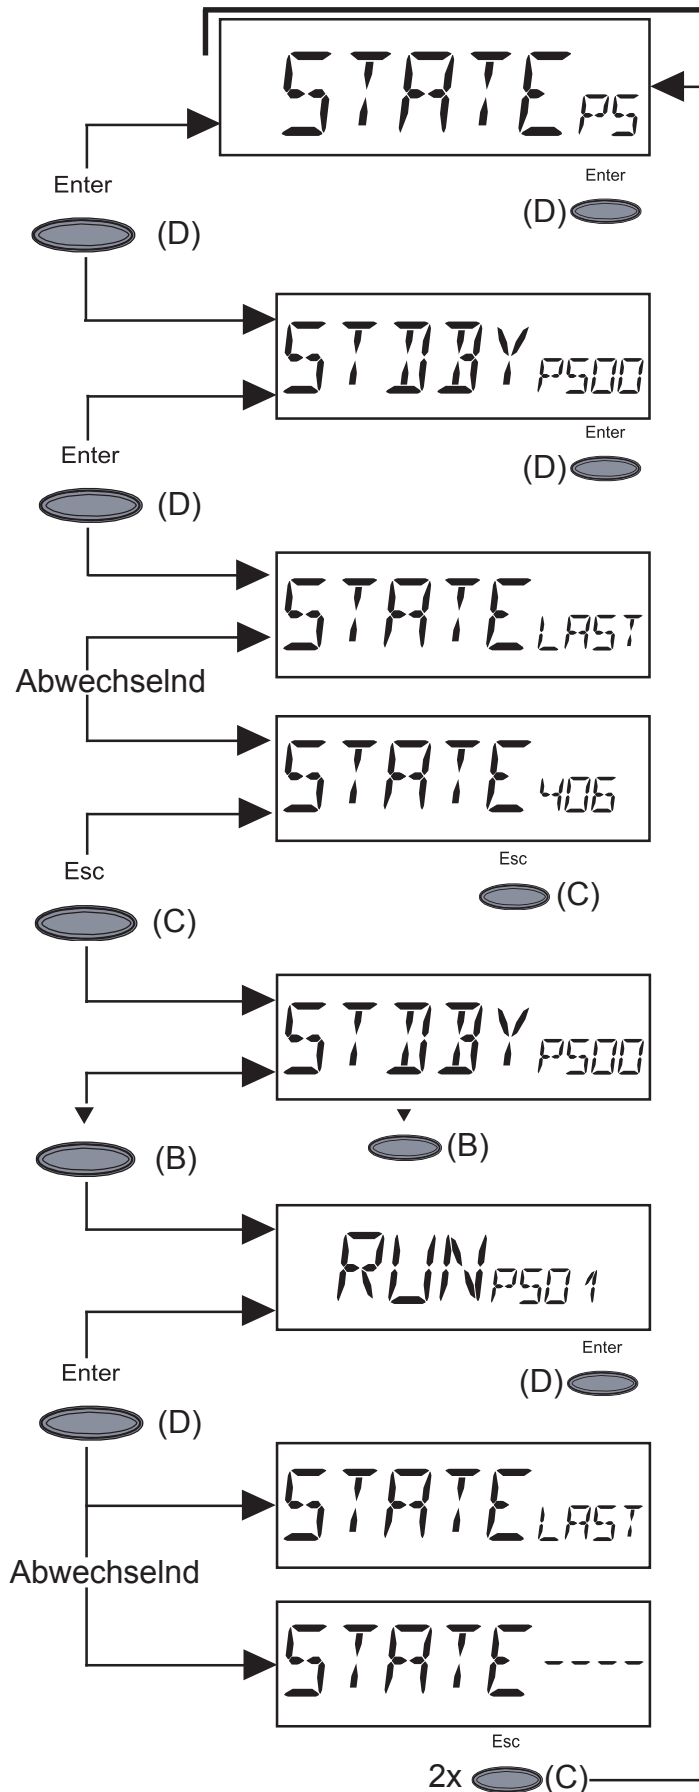 STATE PS
Enter
Enter
(D)
(D)
STDBY PS00
Enter
Enter
(D)
(D)
STATE LAST
Abwechselnd
STATE 406
Esc
Esc
(C)
(C)
STDBY PS00
(B)
(B)
RUN PS01
Enter
Enter
(D)
(D)
STATE LAST
Abwechselnd
STATE ----
Esc
2x (C)